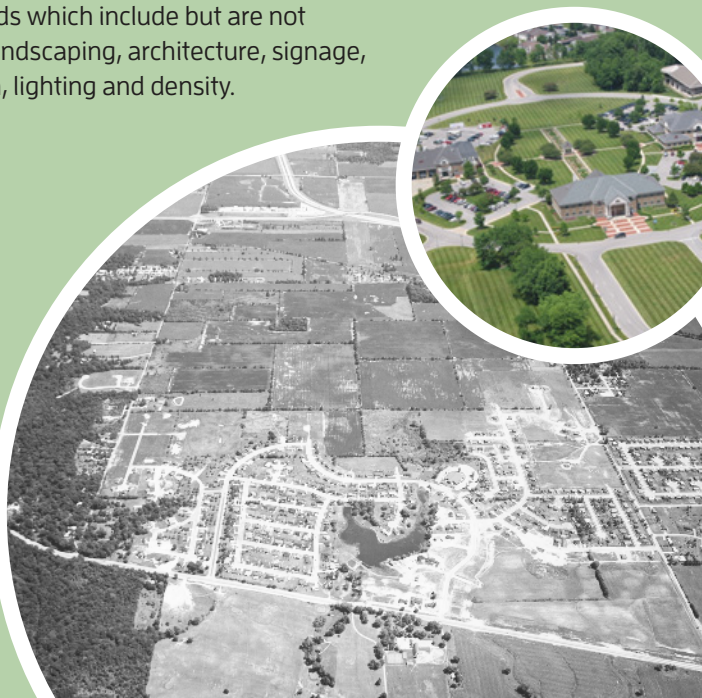 ds which include but are not
ndscaping, architecture, signage,
, lighting and density.